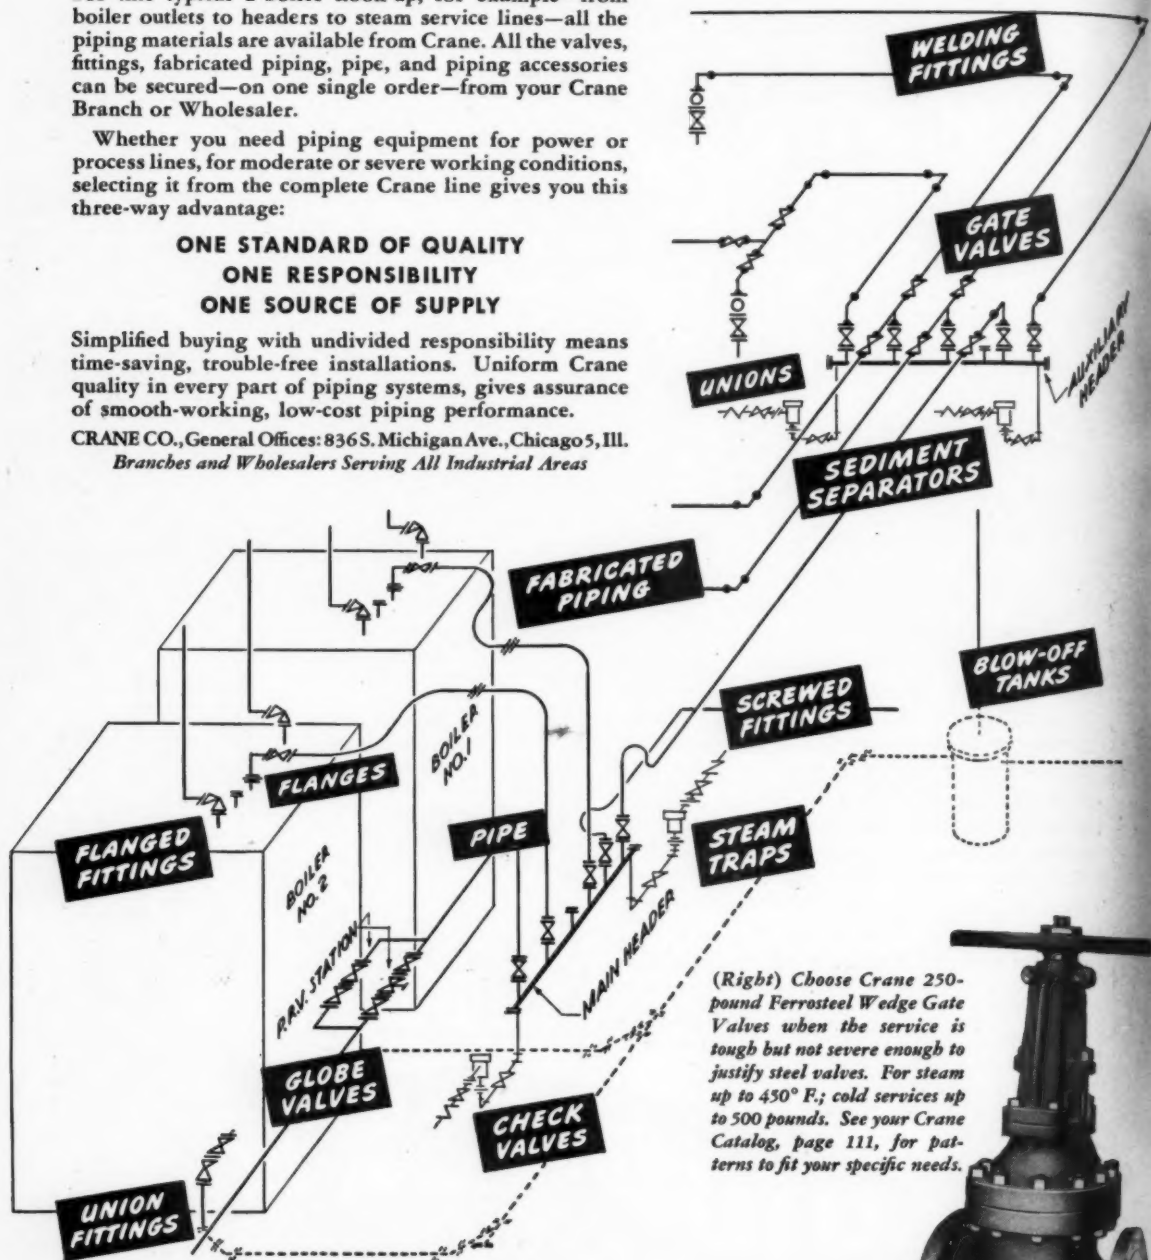 boiler outlets to headers to steam service lines—all the
piping materials are available from Crane. All the valves,
fittings, fabricated piping, pipe, and piping accessories
can be secured—on one single order—from your Crane
Branch or Wholesaler.
Whether you need piping equipment for power or
process lines, for moderate or severe working conditions,
selecting it from the complete Crane line gives you this
three-way advantage:
ONE STANDARD OF QUALITY
ONE RESPONSIBILITY
ONE SOURCE OF SUPPLY
Simplified buying with undivided responsibility means
time-saving, trouble-free installations. Uniform Crane
quality in every part of piping systems, gives assurance
of smooth-working, low-cost piping performance.
CRANE CO., General Offices: 836 S. Michigan Ave., Chicago 5, Ill.
Branches and Wholesalers Serving All Industrial Areas
WELDING
FITTINGS
GATE
VALVES
UNIONS
AUXILIARY
HEADER
SEDIMENT
SEPARATORS
FABRICATED
PIPING
BLOW-OFF
TANKS
SCREWED
FITTINGS
BOILER
NO.1
FLANGES
PIPE
STEAM
TRAPS
FLANGED
FITTINGS
BOILER
NO.2
P.R.V. STATION
MAIN HEADER
GLOBE
VALVES
CHECK
VALVES
UNION
FITTINGS
(Right) Choose Crane 250-
pound Ferrosteel Wedge Gate
Valves when the service is
tough but not severe enough to
justify steel valves. For steam
up to 450° F.; cold services up
to 500 pounds. See your Crane
Catalog, page 111, for pat-
terns to fit your specific needs.